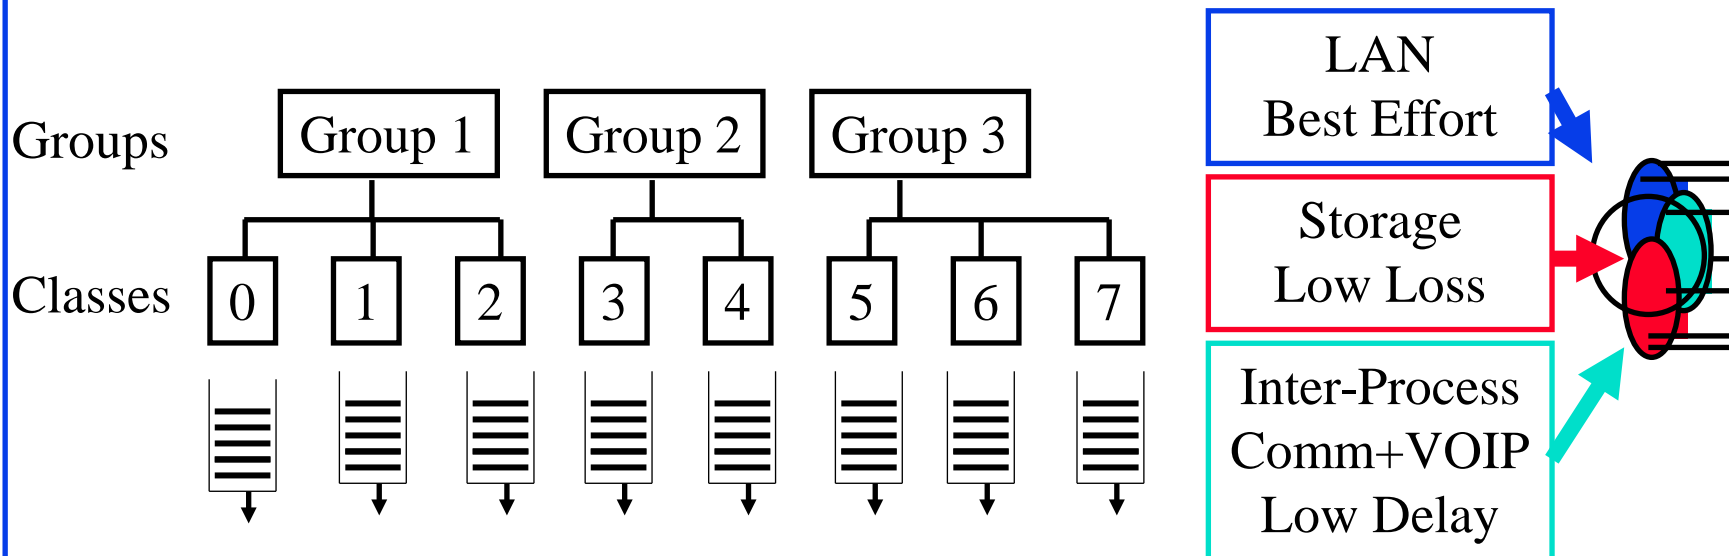 Groups
Group 1
Group 2
Group 3
Classes
0
1
2
3
4
5
6
7
LAN
Best Effort
Storage
Low Loss
Inter-Process
Comm+VOIP
Low Delay